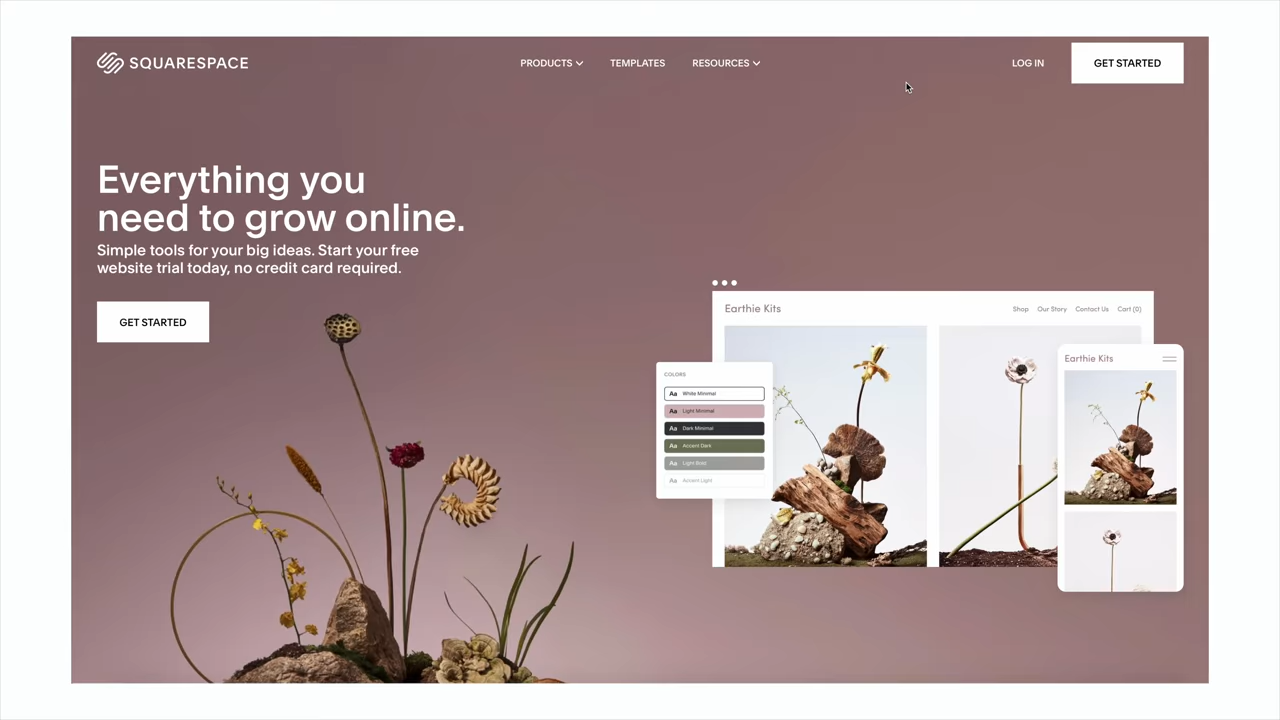 SQUARESPACE
PRODUCTS
TEMPLATES
RESOURCES
LOG IN
GET STARTED
Everything you
need to grow online.
Simple tools for your big ideas. Start your free
website trial today, no credit card required.
GET STARTED
Earthie Kits
Shop
Our Story
Contact Us
Cart (0)
Earthie Kits
COLORS
Aa White Minimal
Aa Light Minimal
Aa Dark Minimal
Aa Accent Dark
Aa Light Bold
Aa Accent Light